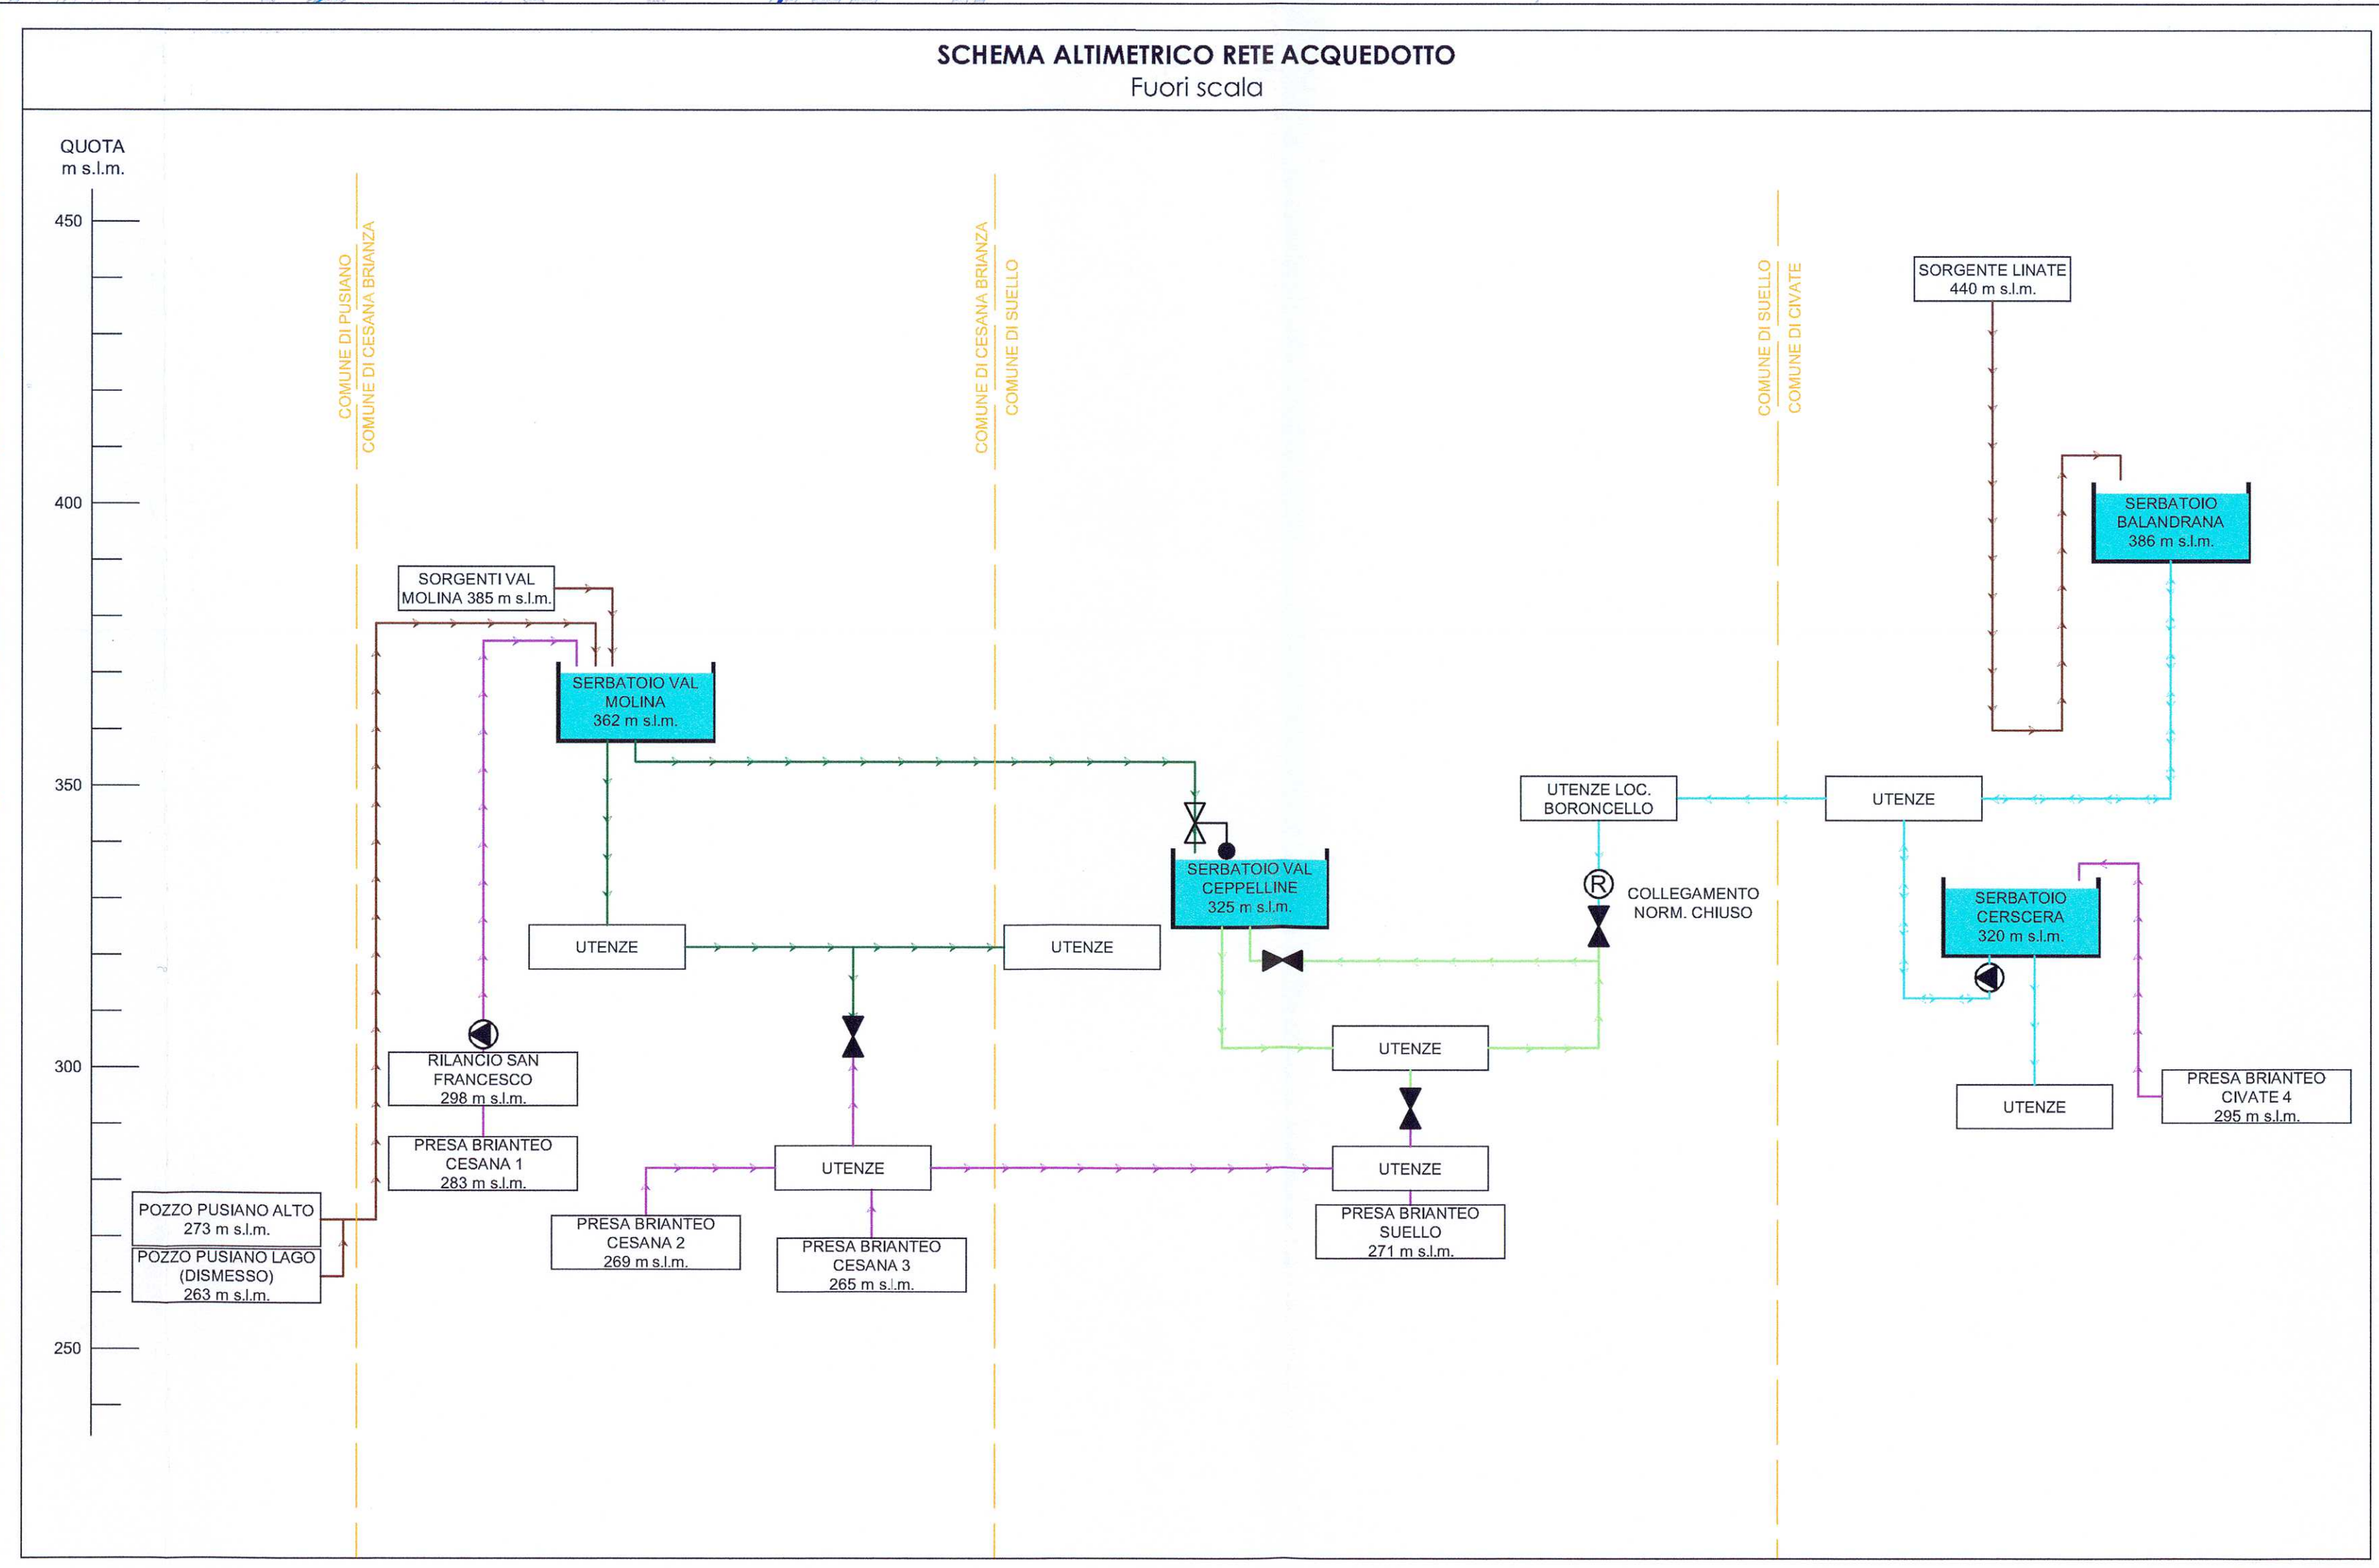 SCHEMA ALTIMETRICO RETE ACQUEDOTTO
Fuori scala
QUOTA
m s.l.m.
450
400
350
300
250
COMUNE DI PUSIANO
COMUNE DI CESANA BRIANZA
COMUNE DI CESANA BRIANZA
COMUNE DI SUELLO
COMUNE DI SUELLO
COMUNE DI CIVATE
SORGENTE LINATE
440 m s.l.m.
SERBATOIO
BALANDRANA
386 m s.l.m.
SORGENTI VAL
MOLINA 385 m s.l.m.
SERBATOIO VAL
MOLINA
362 m s.l.m.
UTENZE LOC.
BORONCELLO
UTENZE
SERBATOIO VAL
CEPPELLINE
325 m s.l.m.
R
COLLEGAMENTO
NORM. CHIUSO
SERBATOIO
CERSCERA
320 m s.l.m.
UTENZE
UTENZE
RILANCIO SAN
FRANCESCO
298 m s.l.m.
UTENZE
PRESA BRIANTEO
CIVATE 4
295 m s.l.m.
UTENZE
PRESA BRIANTEO
CESANA 1
283 m s.l.m.
UTENZE
UTENZE
POZZO PUSIANO ALTO
273 m s.l.m.
POZZO PUSIANO LAGO
(DISMESSO)
263 m s.l.m.
PRESA BRIANTEO
CESANA 2
269 m s.l.m.
PRESA BRIANTEO
CESANA 3
265 m s.l.m.
PRESA BRIANTEO
SUELLO
271 m s.l.m.